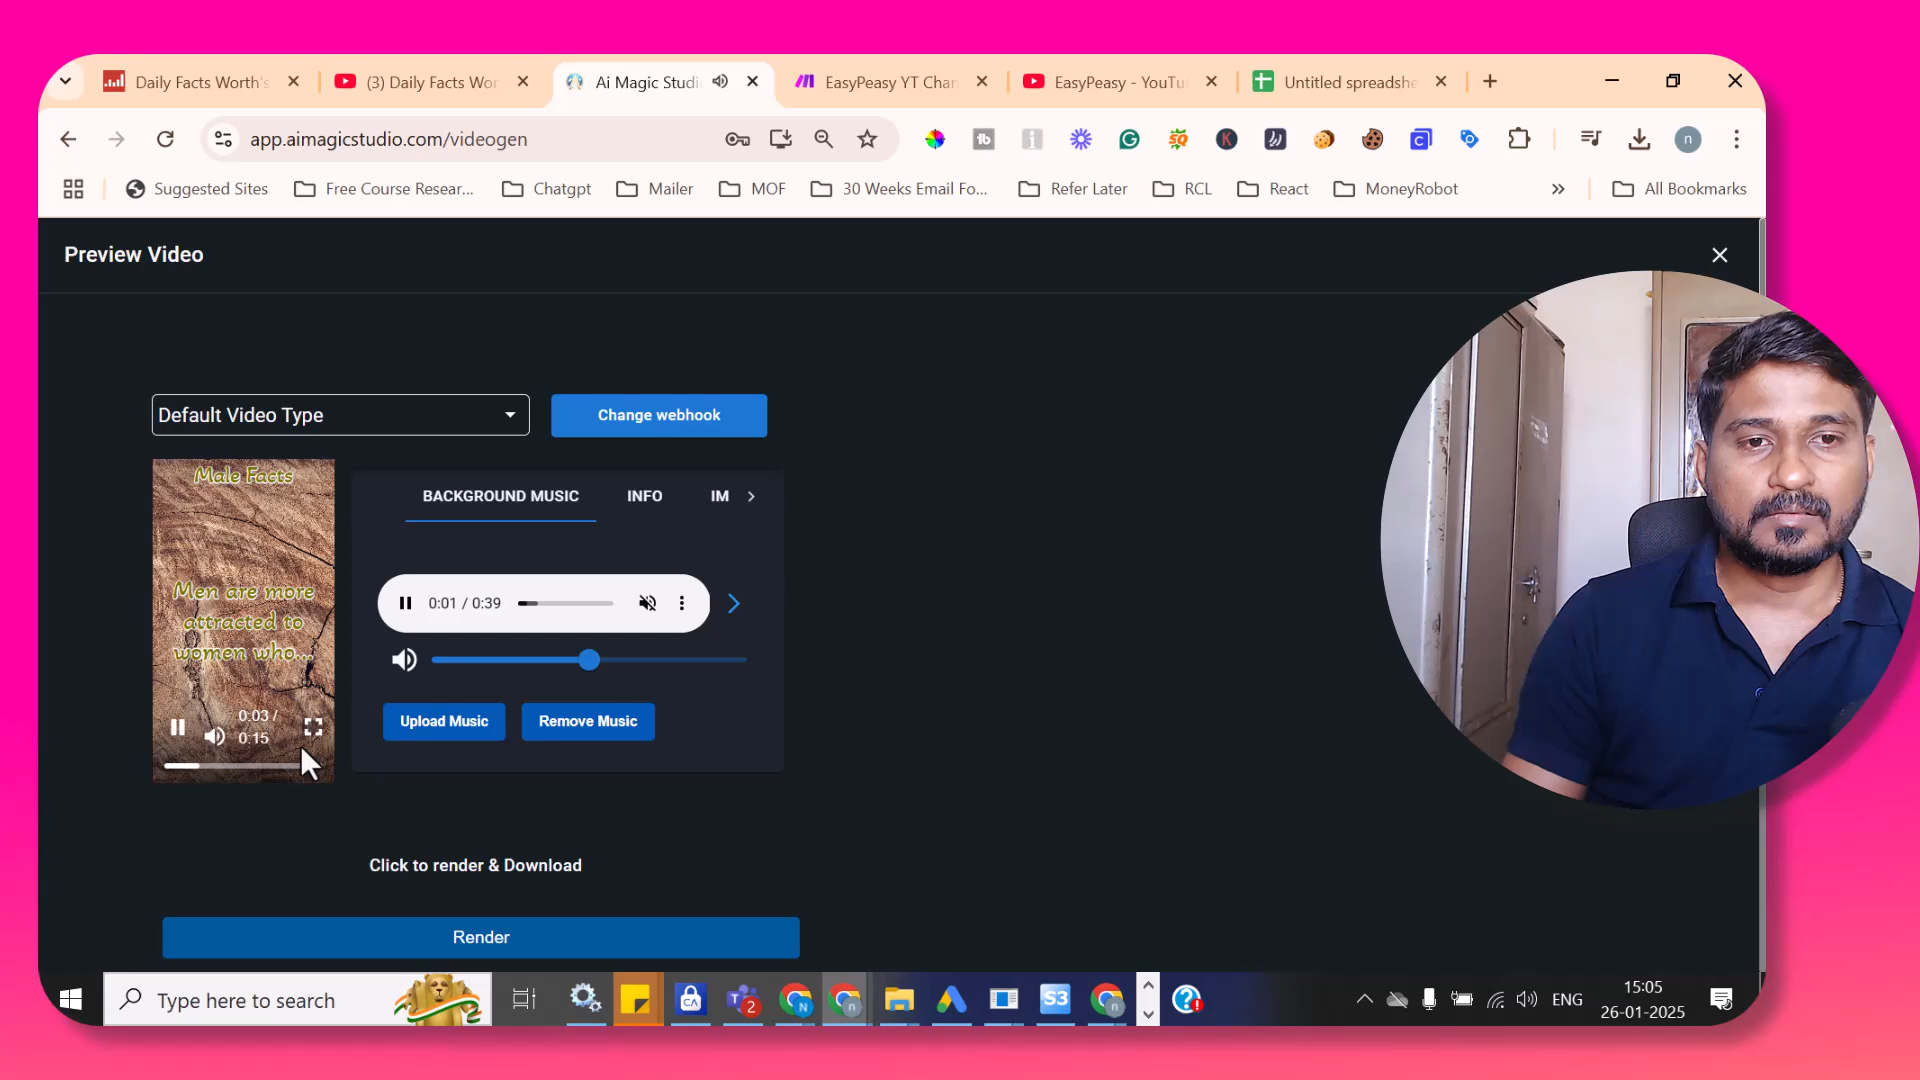 Daily Facts Worth's
(3) Daily Facts Wor
Ai Magic Studi
EasyPeasy YT Chan
EasyPeasy - YouTu
Untitled spreadshe
app.aimagicstudio.com/videogen
Suggested Sites
Free Course Resear...
Chatgpt
Mailer
MOF
30 Weeks Email Fo...
Refer Later
RCL
React
MoneyRobot
All Bookmarks
Preview Video
Default Video Type
Change webhook
Male Facts
Men are more
attracted to
women who...
0:03 /
0:15
BACKGROUND MUSIC
INFO
IM
0:01 / 0:39
Upload Music
Remove Music
Click to render & Download
Render
Type here to search
CA
2
N
n
S3
n
ENG
15:05
26-01-2025